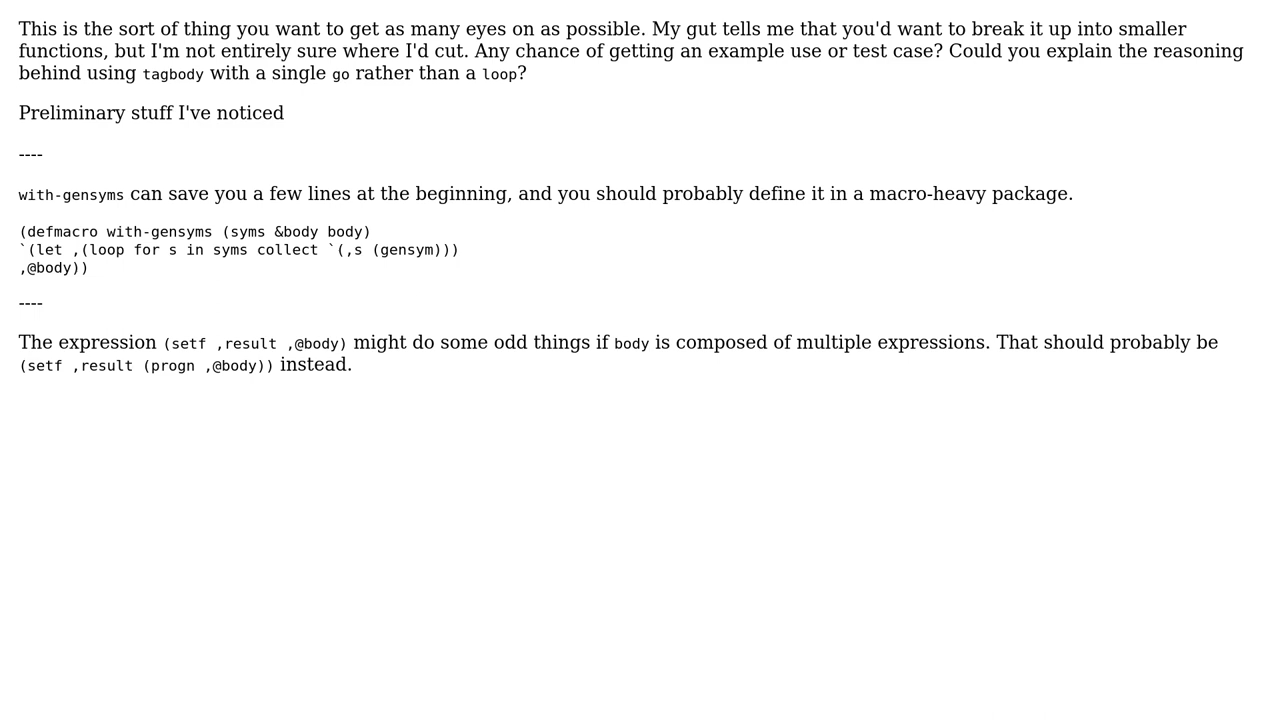 This is the sort of thing you want to get as many eyes on as possible. My gut tells me that you'd want to break it up into smaller
functions, but I'm not entirely sure where I'd cut. Any chance of getting an example use or test case? Could you explain the reasoning
behind using tagbody with a single go rather than a loop?
Preliminary stuff I've noticed
----
with-gensyms can save you a few lines at the beginning, and you should probably define it in a macro-heavy package.
(defmacro with-gensyms (syms &body body)
`(let ,(loop for s in syms collect `(,s (gensym)))
,@body))
----
The expression (setf ,result ,@body) might do some odd things if body is composed of multiple expressions. That should probably be
(setf ,result (progn ,@body)) instead.